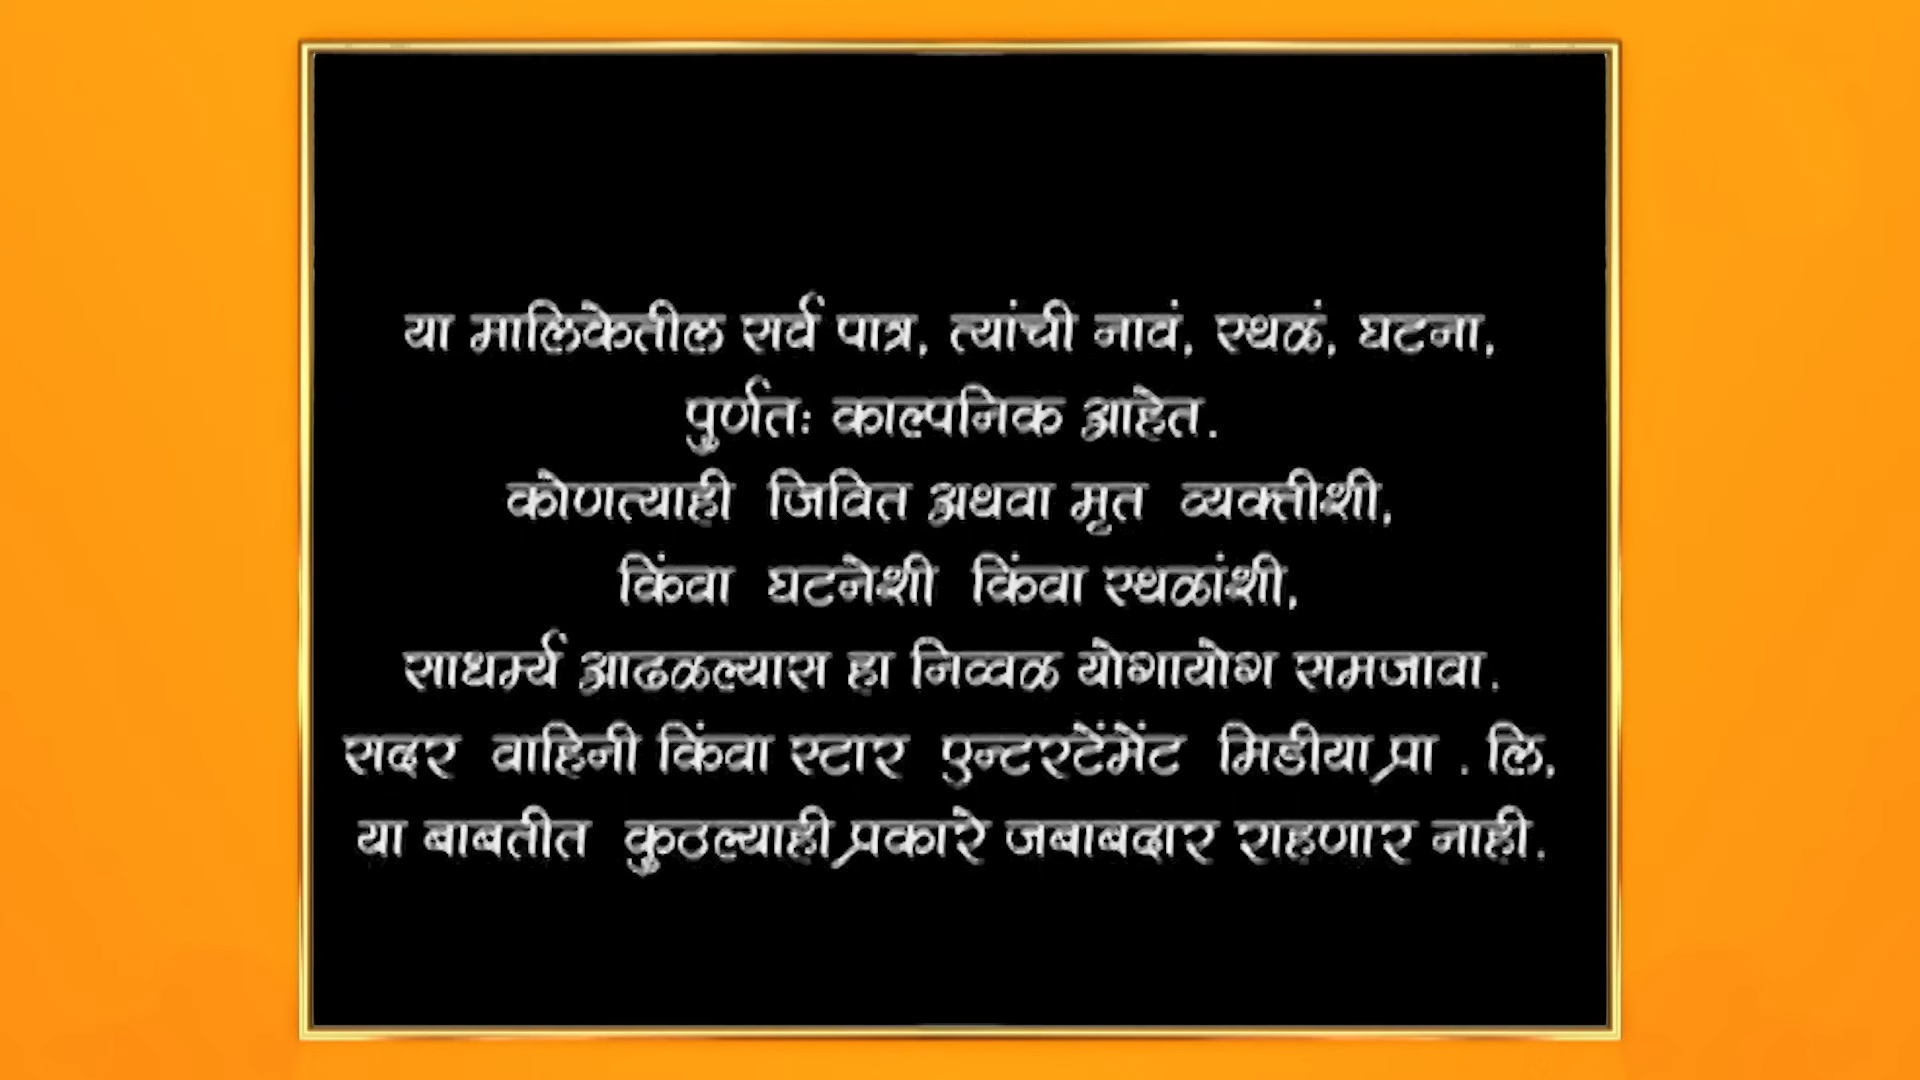 या मालिकेतील सर्व पात्र, त्यांची नावं, स्थळं, घटना,
पुर्णतः काल्पनिक आहेत.
कोणत्याही जिवित अथवा मृत व्यक्तीशी,
किंवा घटनेशी किंवा स्थळांशी,
साधर्म्य आढळल्यास हा निव्वळ योगायोग समजावा.
सदर वाहिनी किंवा स्टार एन्टरटेंमेंट मिडीया प्रा . लि.
या बाबतीत कुठल्याही प्रकारे जबाबदार राहणार नाही.